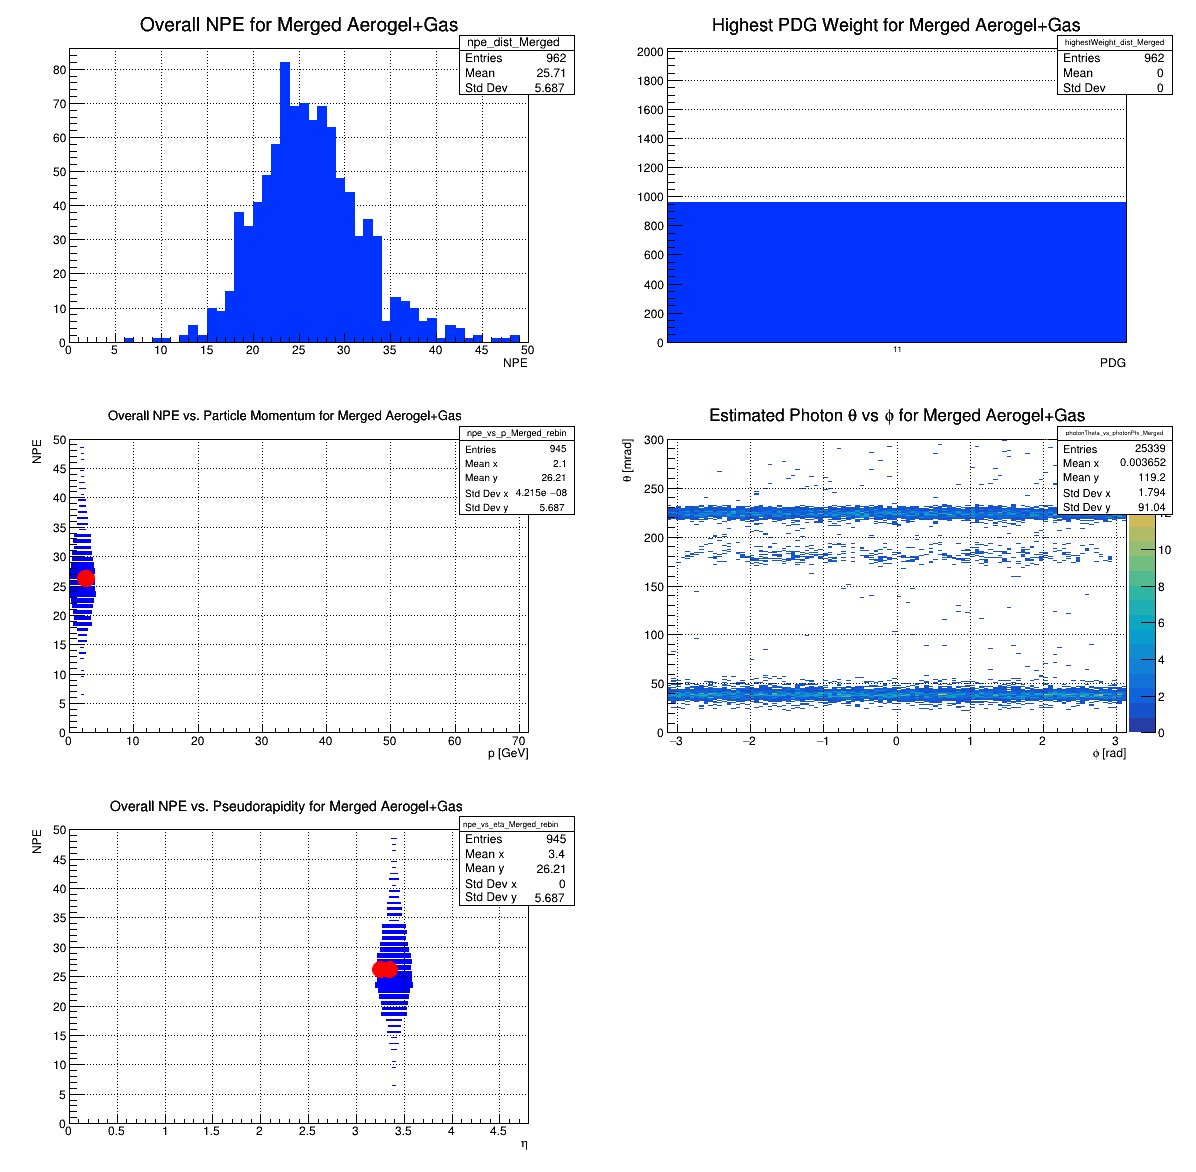 Overall NPE for Merged Aerogel+Gas
npe_dist_Merged
Entries 962
Mean 25.71
Std Dev 5.687
80
70
60
50
40
30
20
10
0
0 5 10 15 20 25 30 35 40 45 50
NPE
Highest PDG Weight for Merged Aerogel+Gas
highestWeight_dist_Merged
Entries 962
Mean 0
Std Dev 0
2000
1800
1600
1400
1200
1000
800
600
400
200
0
11
PDG
Overall NPE vs. Particle Momentum for Merged Aerogel+Gas
npe_vs_p_Merged_rebin
Entries 945
Mean x 2.1
Mean y 26.21
Std Dev x 4.215e −08
Std Dev y 5.687
NPE
50
45
40
35
30
25
20
15
10
5
0
0 10 20 30 40 50 60 70
p [GeV]
Estimated Photon θ vs ϕ for Merged Aerogel+Gas
photonTheta_vs_photonPhi_Merged
Entries 25339
Mean x 0.003652
Mean y 119.2
Std Dev x 1.794
Std Dev y 91.04
θ [mrad]
300
250
200
150
100
50
0
−3 −2 −1 0 1 2 3
ϕ [rad]
12
10
8
6
4
2
0
Overall NPE vs. Pseudorapidity for Merged Aerogel+Gas
npe_vs_eta_Merged_rebin
Entries 945
Mean x 3.4
Mean y 26.21
Std Dev x 0
Std Dev y 5.687
NPE
50
45
40
35
30
25
20
15
10
5
0
0 0.5 1 1.5 2 2.5 3 3.5 4 4.5
η